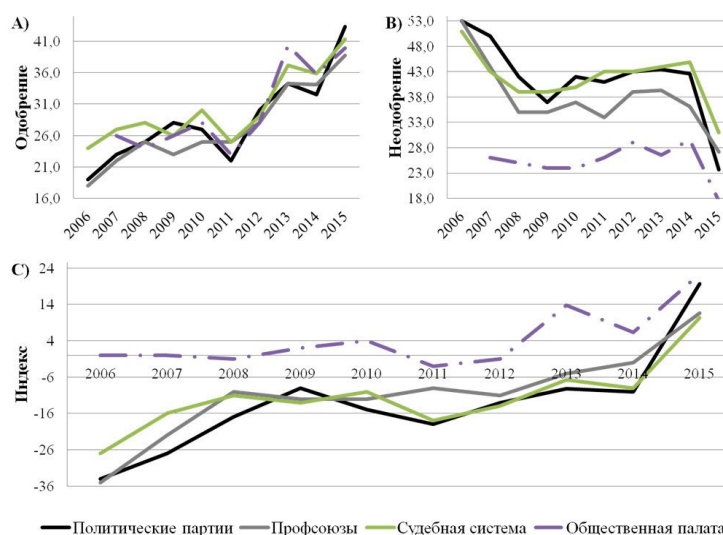 А)
Одобрение
41,0
36,0
31,0
26,0
21,0
16,0
2006 2007 2008 2009 2010 2011 2012 2013 2014 2015
В)
Неодобрение
53,0
48,0
43,0
38,0
33,0
28,0
23,0
18,0
2006 2007 2008 2009 2010 2011 2012 2013 2014 2015
С)
Индекс
24
14
4
-6
-16
-26
-36
2006 2007 2008 2009 2010 2011 2012 2013 2014 2015
Политические партии Профсоюзы Судебная система Общественная палата